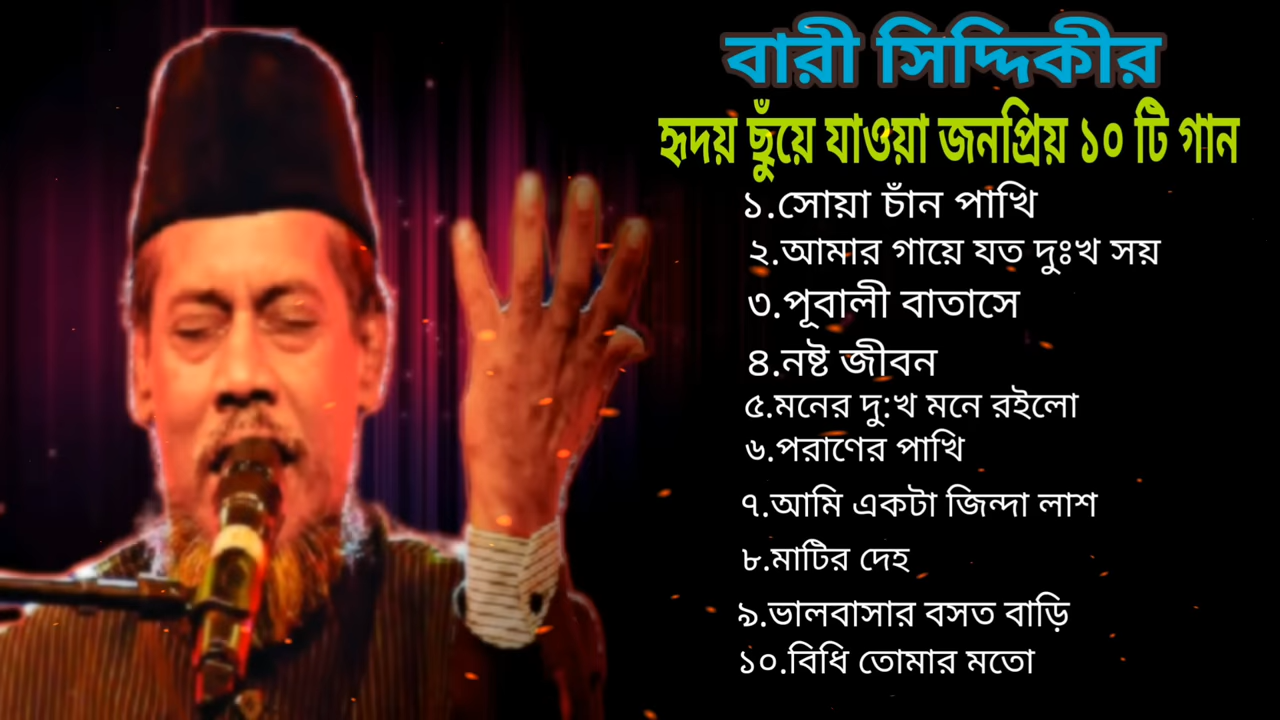 বারী সিদ্দিকীর
হৃদয় ছুঁয়ে যাওয়া জনপ্রিয় ১০ টি গান
১.সোয়া চাঁন পাখি
২.আমার গায়ে যত দুঃখ সয়
৩.পূবালী বাতাসে
৪.নষ্ট জীবন
৫.মনের দু:খ মনে রইলো
৬.পরাণের পাখি
৭.আমি একটা জিন্দা লাশ
৮.মাটির দেহ
৯.ভালবাসার বসত বাড়ি
১০.বিধি তোমার মতো